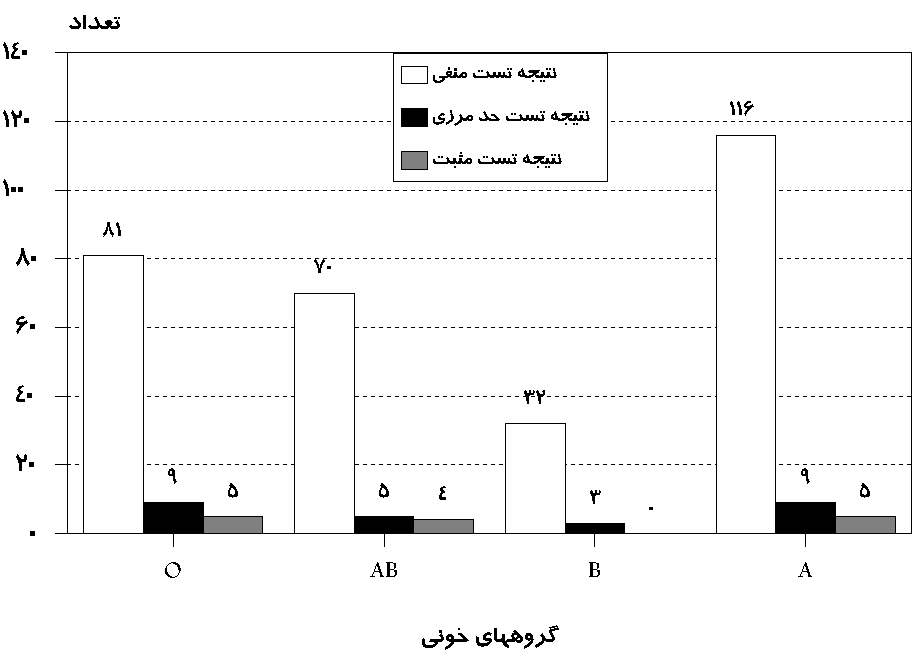 تعداد
۱۴۰
۱۲۰
۱۰۰
۸۰
۶۰
۴۰
۲۰
۰
نتیجه تست منفی
نتیجه تست حد مرزی
نتیجه تست مثبت
۸۱
۹
۵
۷۰
۵
۴
۳۲
۳
۰
۱۱۶
۹
۵
O
AB
B
A
گروههای خونی